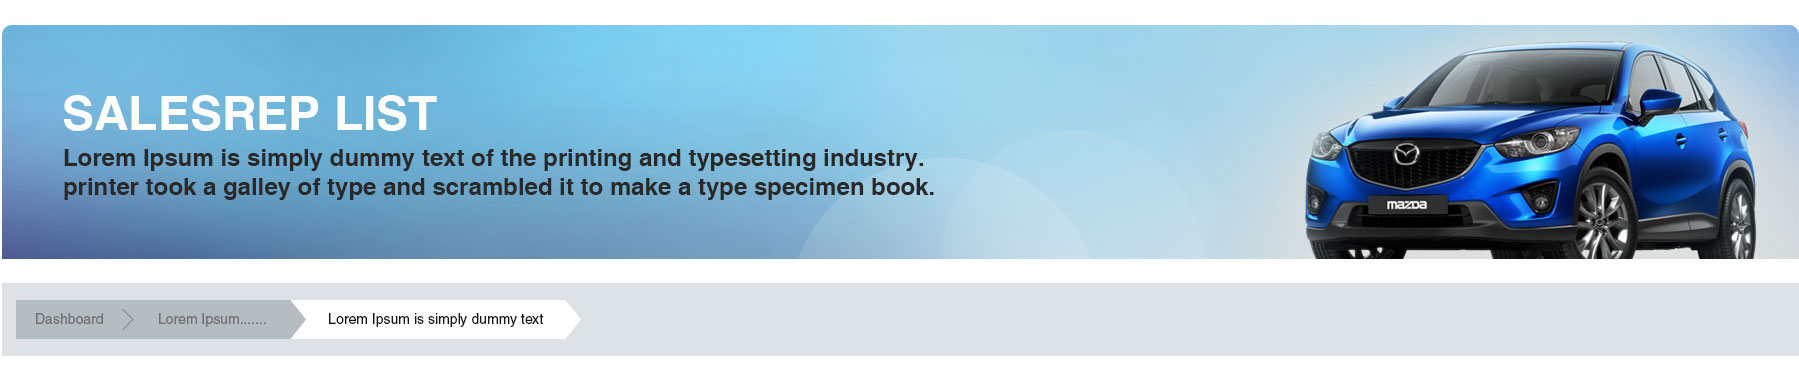 SALESREP LIST
Lorem Ipsum is simply dummy text of the printing and typesetting industry.
printer took a galley of type and scrambled it to make a type specimen book.
mazda
Dashboard
Lorem Ipsum.......
Lorem Ipsum is simply dummy text